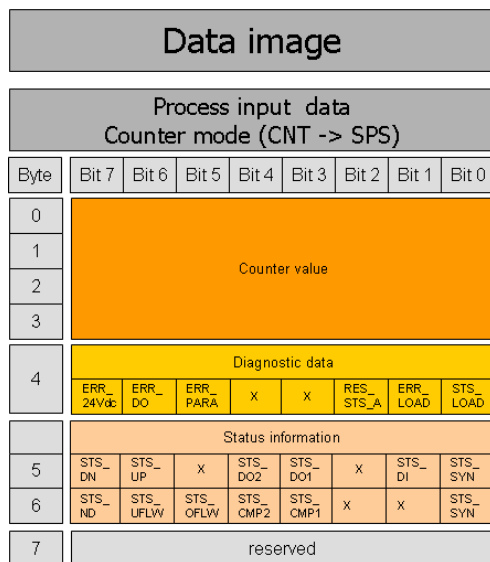 Data image
Process input data
Counter mode (CNT -> SPS)
Byte Bit 7 Bit 6 Bit 5 Bit 4 Bit 3 Bit 2 Bit 1 Bit 0
0
1
Counter value
2
3
Diagnostic data
4
ERR_ ERR_ ERR_ X X RES_ ERR_ STS_
24Vdc DO PARA STS_A LOAD LOAD
Status information
5 STS_ STS_ X STS_ STS_ X STS_ STS_
DN UP DO2 DO1 DI SYN
6 STS_ STS_ STS_ STS_ STS_ X X STS_
ND UFLW OFLW CMP2 CMP1 SYN
7 reserved